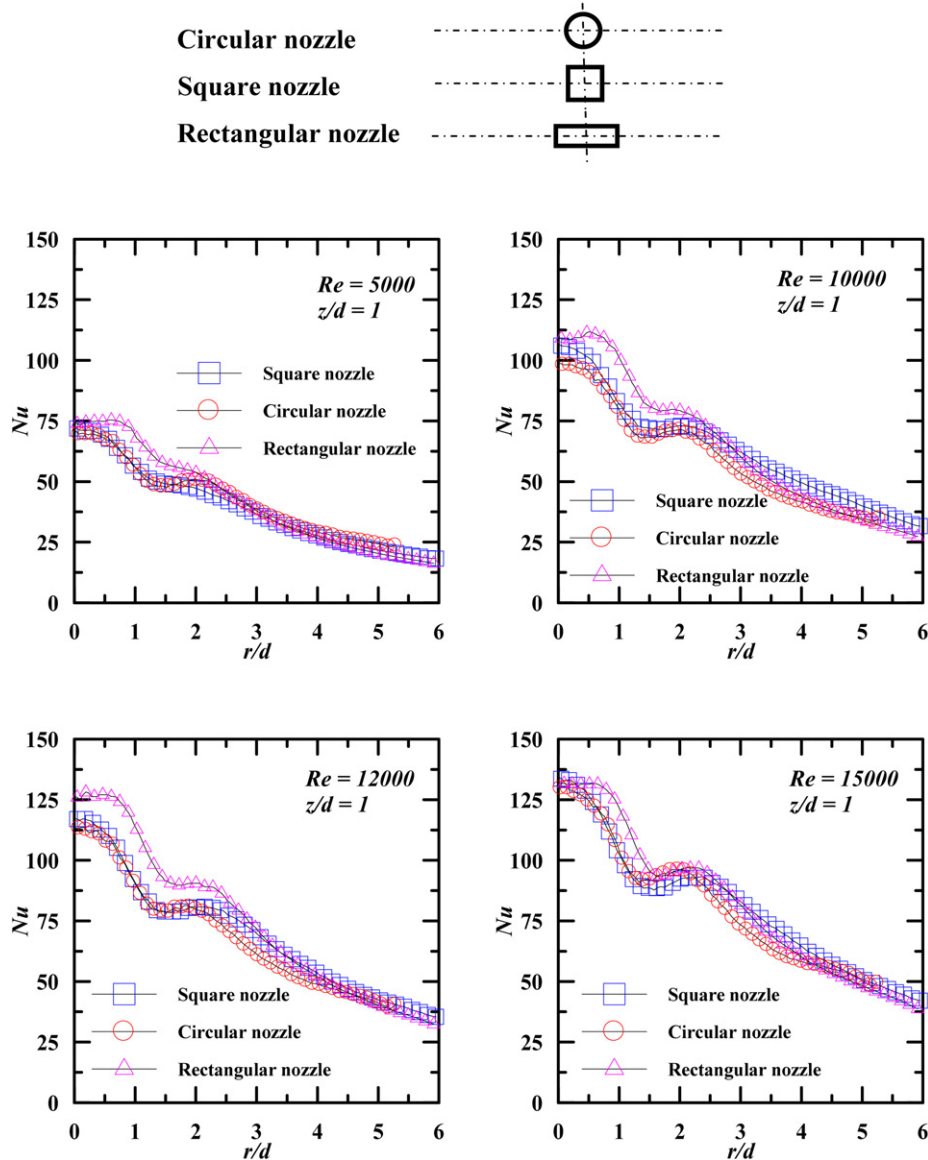 Circular nozzle
Square nozzle
Rectangular nozzle
150
125
100
75
50
25
0
Nu
Re = 5000
z/d = 1
Square nozzle
Circular nozzle
Rectangular nozzle
0 1 2 3 4 5 6
r/d
150
125
100
75
50
25
0
Nu
Re = 10000
z/d = 1
Square nozzle
Circular nozzle
Rectangular nozzle
0 1 2 3 4 5 6
r/d
150
125
100
75
50
25
0
Nu
Re = 12000
z/d = 1
Square nozzle
Circular nozzle
Rectangular nozzle
0 1 2 3 4 5 6
r/d
150
125
100
75
50
25
0
Nu
Re = 15000
z/d = 1
Square nozzle
Circular nozzle
Rectangular nozzle
0 1 2 3 4 5 6
r/d